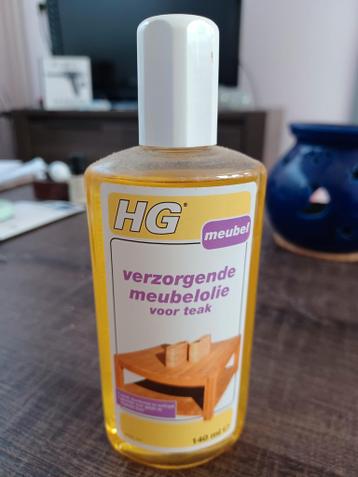 HG®
meubel
verzorgende
meubelolie
voor teak
140 ml e